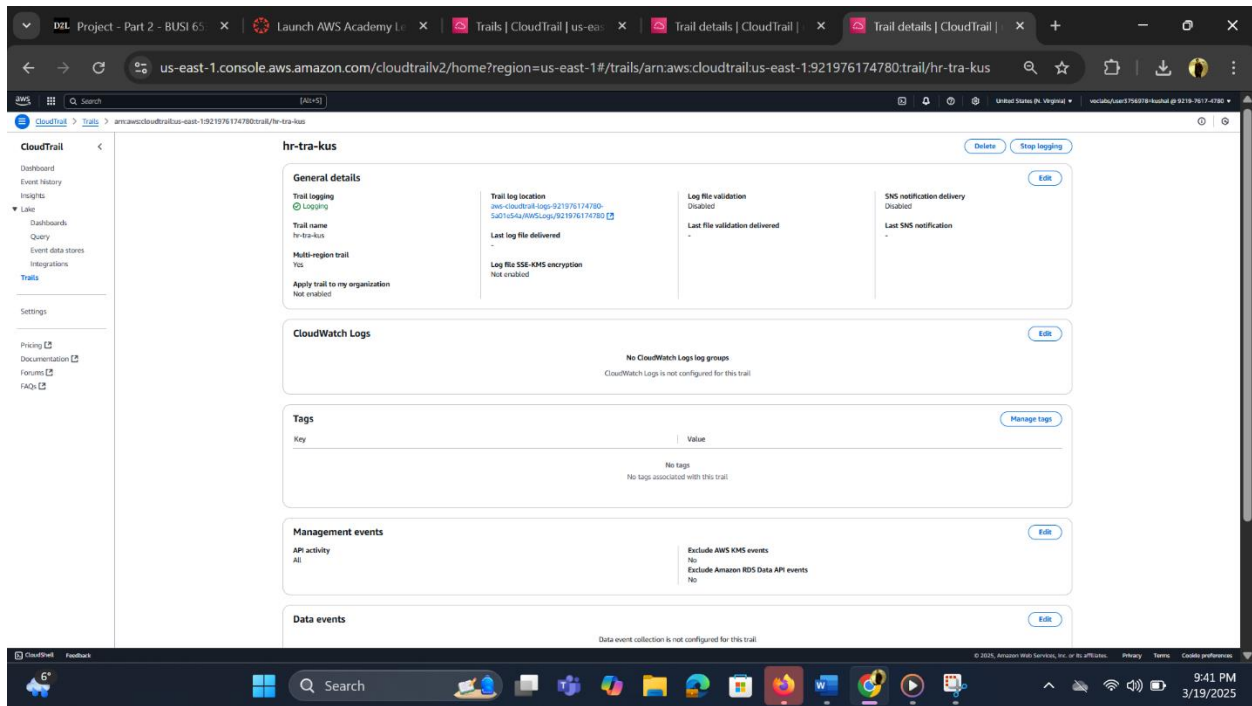 Project - Part 2 - BUSI 65
Launch AWS Academy Le
Trails | CloudTrail | us-eas
Trail details | CloudTrail |
Trail details | CloudTrail |
us-east-1.console.aws.amazon.com/cloudtrailv2/home?region=us-east-1#/trails/arn:aws:cloudtrail:us-east-1:921976174780:trail/hr-tra-kus
aws
Search
[Alt+S]
United States (N. Virginia)
voclabs/user3756978=kushal @ 9219-7617-4780
CloudTrail > Trails > arn:aws:cloudtrail:us-east-1:921976174780:trail/hr-tra-kus
CloudTrail
Dashboard
Event history
Insights
Lake
Dashboards
Query
Event data stores
Integrations
Trails
Settings
Pricing
Documentation
Forums
FAQs
hr-tra-kus
Delete
Stop logging
General details
Edit
Trail logging
Logging
Trail name
hr-tra-kus
Multi-region trail
Yes
Apply trail to my organization
Not enabled
Trail log location
aws-cloudtrail-logs-921976174780-
5a01e54a/AWSLogs/921976174780
Last log file delivered
-
Log file SSE-KMS encryption
Not enabled
Log file validation
Disabled
Last file validation delivered
-
SNS notification delivery
Disabled
Last SNS notification
-
CloudWatch Logs
Edit
No CloudWatch Logs log groups
CloudWatch Logs is not configured for this trail
Tags
Manage tags
Key
Value
No tags
No tags associated with this trail
Management events
Edit
API activity
All
Exclude AWS KMS events
No
Exclude Amazon RDS Data API events
No
Data events
Edit
Data event collection is not configured for this trail
CloudShell
Feedback
© 2025, Amazon Web Services, Inc. or its affiliates.
Privacy
Terms
Cookie preferences
6°
Search
9:41 PM
3/19/2025